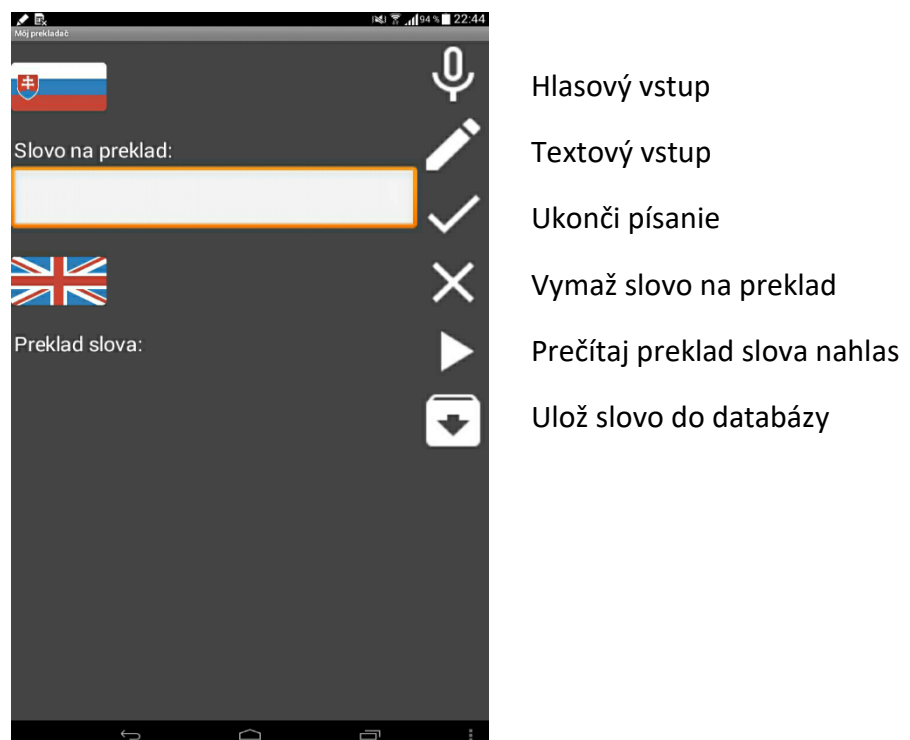 94 % 22:44
Môj prekladač
Hlasový vstup
Slovo na preklad:
Textový vstup
Ukonči písanie
Vymaž slovo na preklad
Preklad slova:
Prečítaj preklad slova nahlas
Ulož slovo do databázy